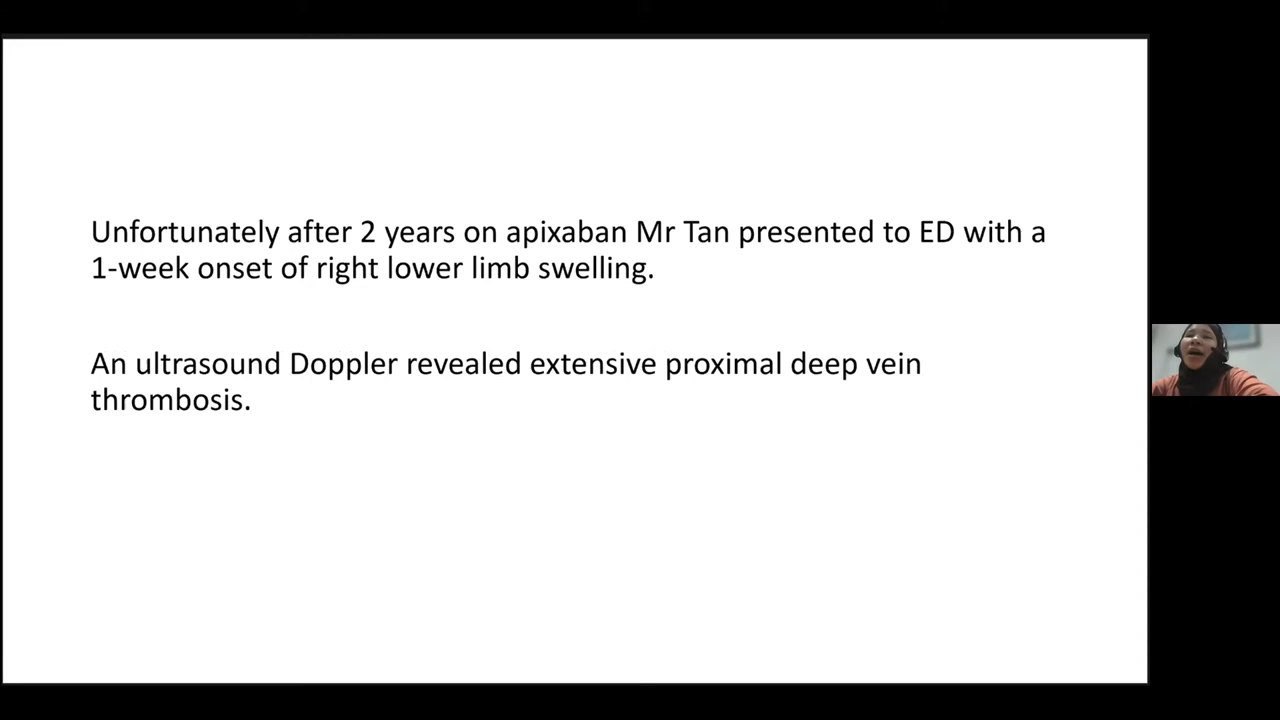 Unfortunately after 2 years on apixaban Mr Tan presented to ED with a
1-week onset of right lower limb swelling.
An ultrasound Doppler revealed extensive proximal deep vein
thrombosis.